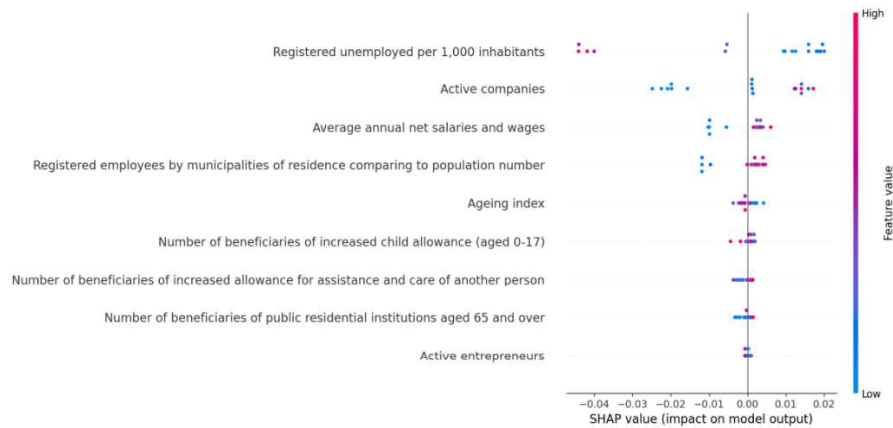 High
Registered unemployed per 1,000 inhabitants
Active companies
Average annual net salaries and wages
Registered employees by municipalities of residence comparing to population number
Ageing index
Number of beneficiaries of increased child allowance (aged 0-17)
Number of beneficiaries of increased allowance for assistance and care of another person
Number of beneficiaries of public residential institutions aged 65 and over
Active entrepreneurs
Feature value
Low
−0.04 −0.03 −0.02 −0.01 0.00 0.01 0.02
SHAP value (impact on model output)